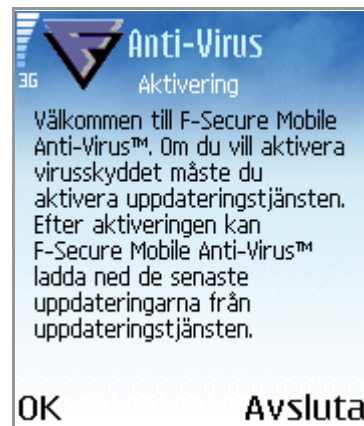 Anti-Virus
3G
Aktivering
Välkommen till F-Secure Mobile
Anti-Virus™. Om du vill aktivera
virusskyddet måste du
aktivera uppdateringstjänsten.
Efter aktiveringen kan
F-Secure Mobile Anti-Virus™
ladda ned de senaste
uppdateringarna från
uppdateringstjänsten.
OK Avsluta